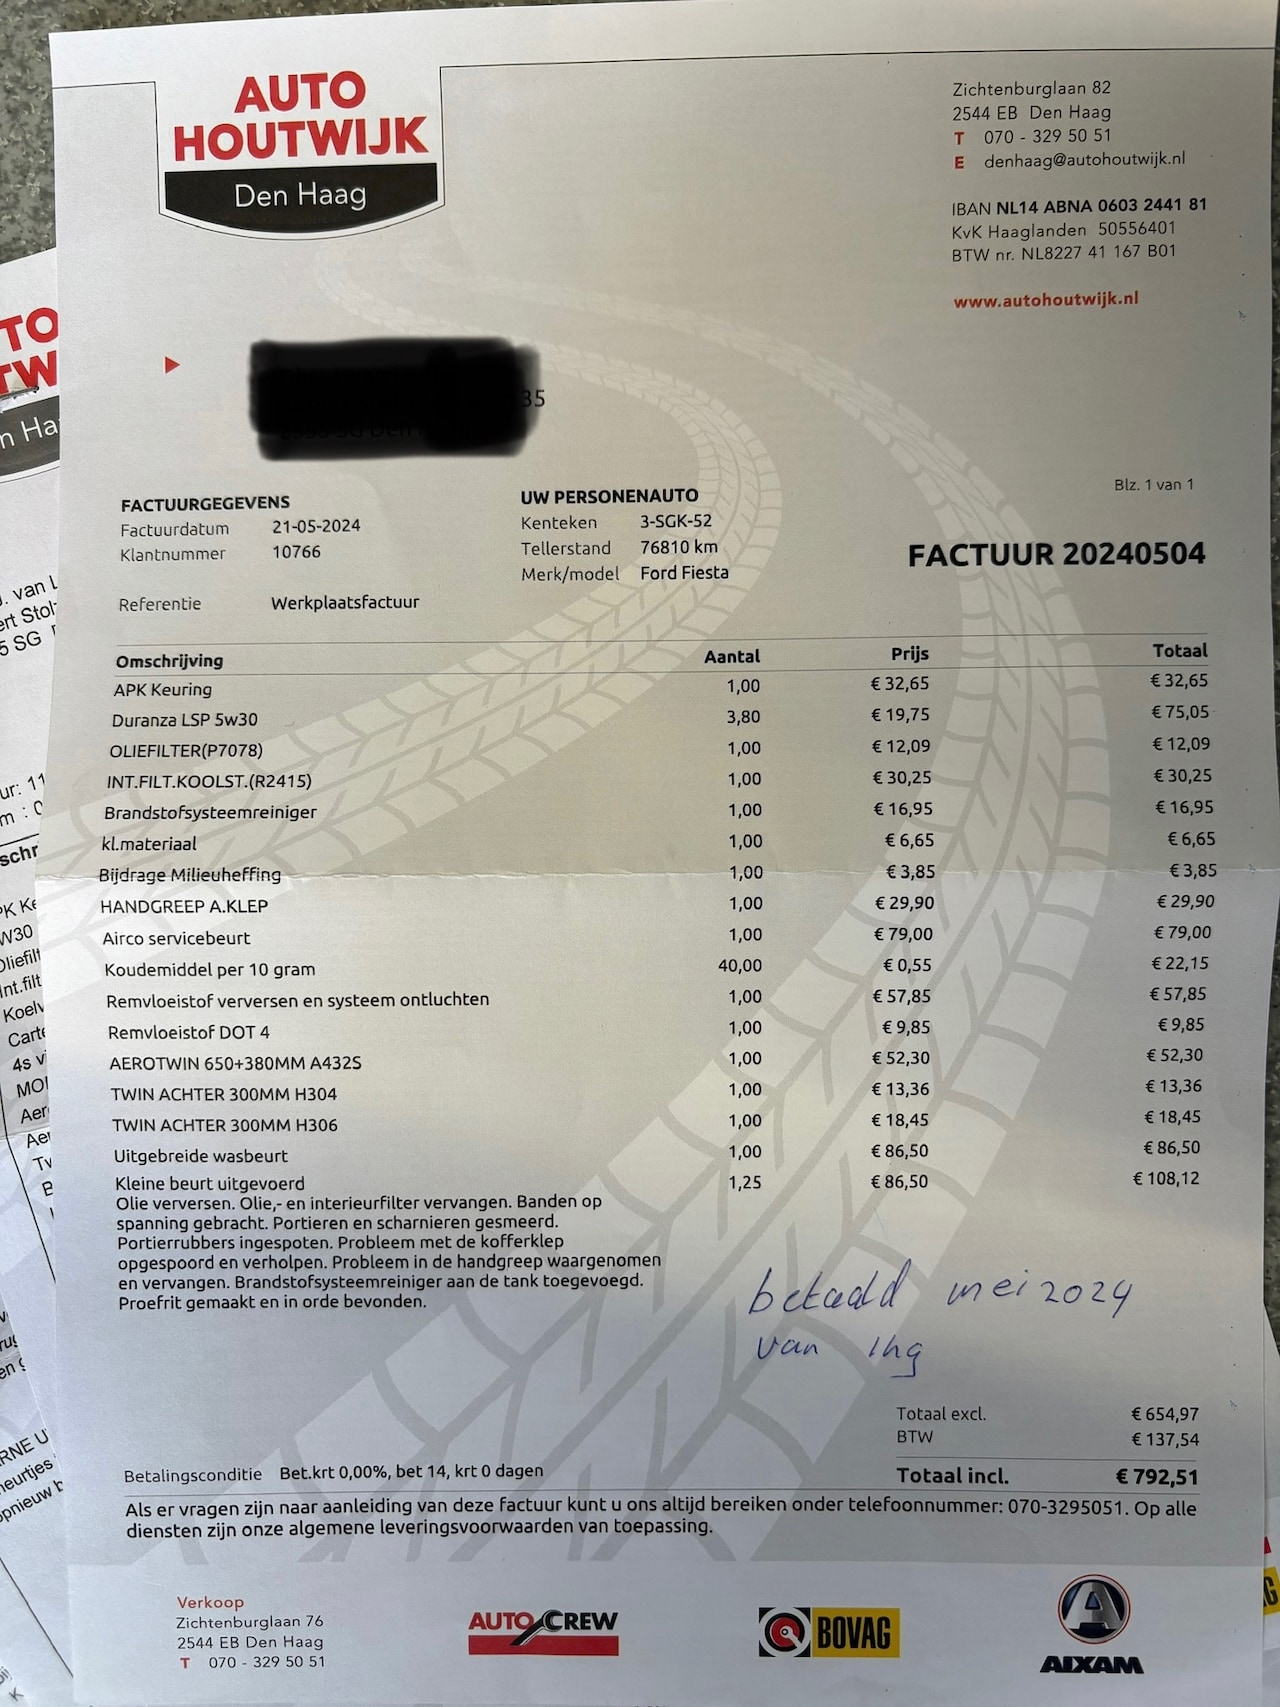 AUTO
HOUTWIJK
Den Haag
Zichtenburglaan 82
2544 EB Den Haag
T 070 - 329 50 51
E denhaag@autohoutwijk.nl
IBAN NL14 ABNA 0603 2441 81
KvK Haaglanden 50556401
BTW nr. NL8227 41 167 B01
www.autohoutwijk.nl
35
Blz. 1 van 1
FACTUURGEGEVENS
Factuurdatum 21-05-2024
Klantnummer 10766
Referentie Werkplaatsfactuur
UW PERSONENAUTO
Kenteken 3-SGK-52
Tellerstand 76810 km
Merk/model Ford Fiesta
FACTUUR 20240504
Omschrijving Aantal Prijs Totaal
APK Keuring 1,00 € 32,65 € 32,65
Duranza LSP 5w30 3,80 € 19,75 € 75,05
OLIEFILTER(P7078) 1,00 € 12,09 € 12,09
INT.FILT.KOOLST.(R2415) 1,00 € 30,25 € 30,25
Brandstofsysteemreiniger 1,00 € 16,95 € 16,95
kl.materiaal 1,00 € 6,65 € 6,65
Bijdrage Milieuheffing 1,00 € 3,85 € 3,85
HANDGREEP A.KLEP 1,00 € 29,90 € 29,90
Airco servicebeurt 1,00 € 79,00 € 79,00
Koudemiddel per 10 gram 40,00 € 0,55 € 22,15
Remvloeistof verversen en systeem ontluchten 1,00 € 57,85 € 57,85
Remvloeistof DOT 4 1,00 € 9,85 € 9,85
AEROTWIN 650+380MM A432S 1,00 € 52,30 € 52,30
TWIN ACHTER 300MM H304 1,00 € 13,36 € 13,36
TWIN ACHTER 300MM H306 1,00 € 18,45 € 18,45
Uitgebreide wasbeurt 1,00 € 86,50 € 86,50
Kleine beurt uitgevoerd 1,25 € 86,50 € 108,12
Olie verversen. Olie,- en interieurfilter vervangen. Banden op
spanning gebracht. Portieren en scharnieren gesmeerd.
Portierrubbers ingespoten. Probleem met de kofferklep
opgespoord en verholpen. Probleem in de handgreep waargenomen
en vervangen. Brandstofsysteemreiniger aan de tank toegevoegd.
Proefrit gemaakt en in orde bevonden.
betaald mei 2024
van Ing
Totaal excl. € 654,97
BTW € 137,54
Totaal incl. € 792,51
Betalingsconditie Bet.krt 0,00%, bet 14, krt 0 dagen
Als er vragen zijn naar aanleiding van deze factuur kunt u ons altijd bereiken onder telefoonnummer: 070-3295051. Op alle
diensten zijn onze algemene leveringsvoorwaarden van toepassing.
Verkoop
Zichtenburglaan 76
2544 EB Den Haag
T 070 - 329 50 51
AUTO CREW
BOVAG
AIXAM